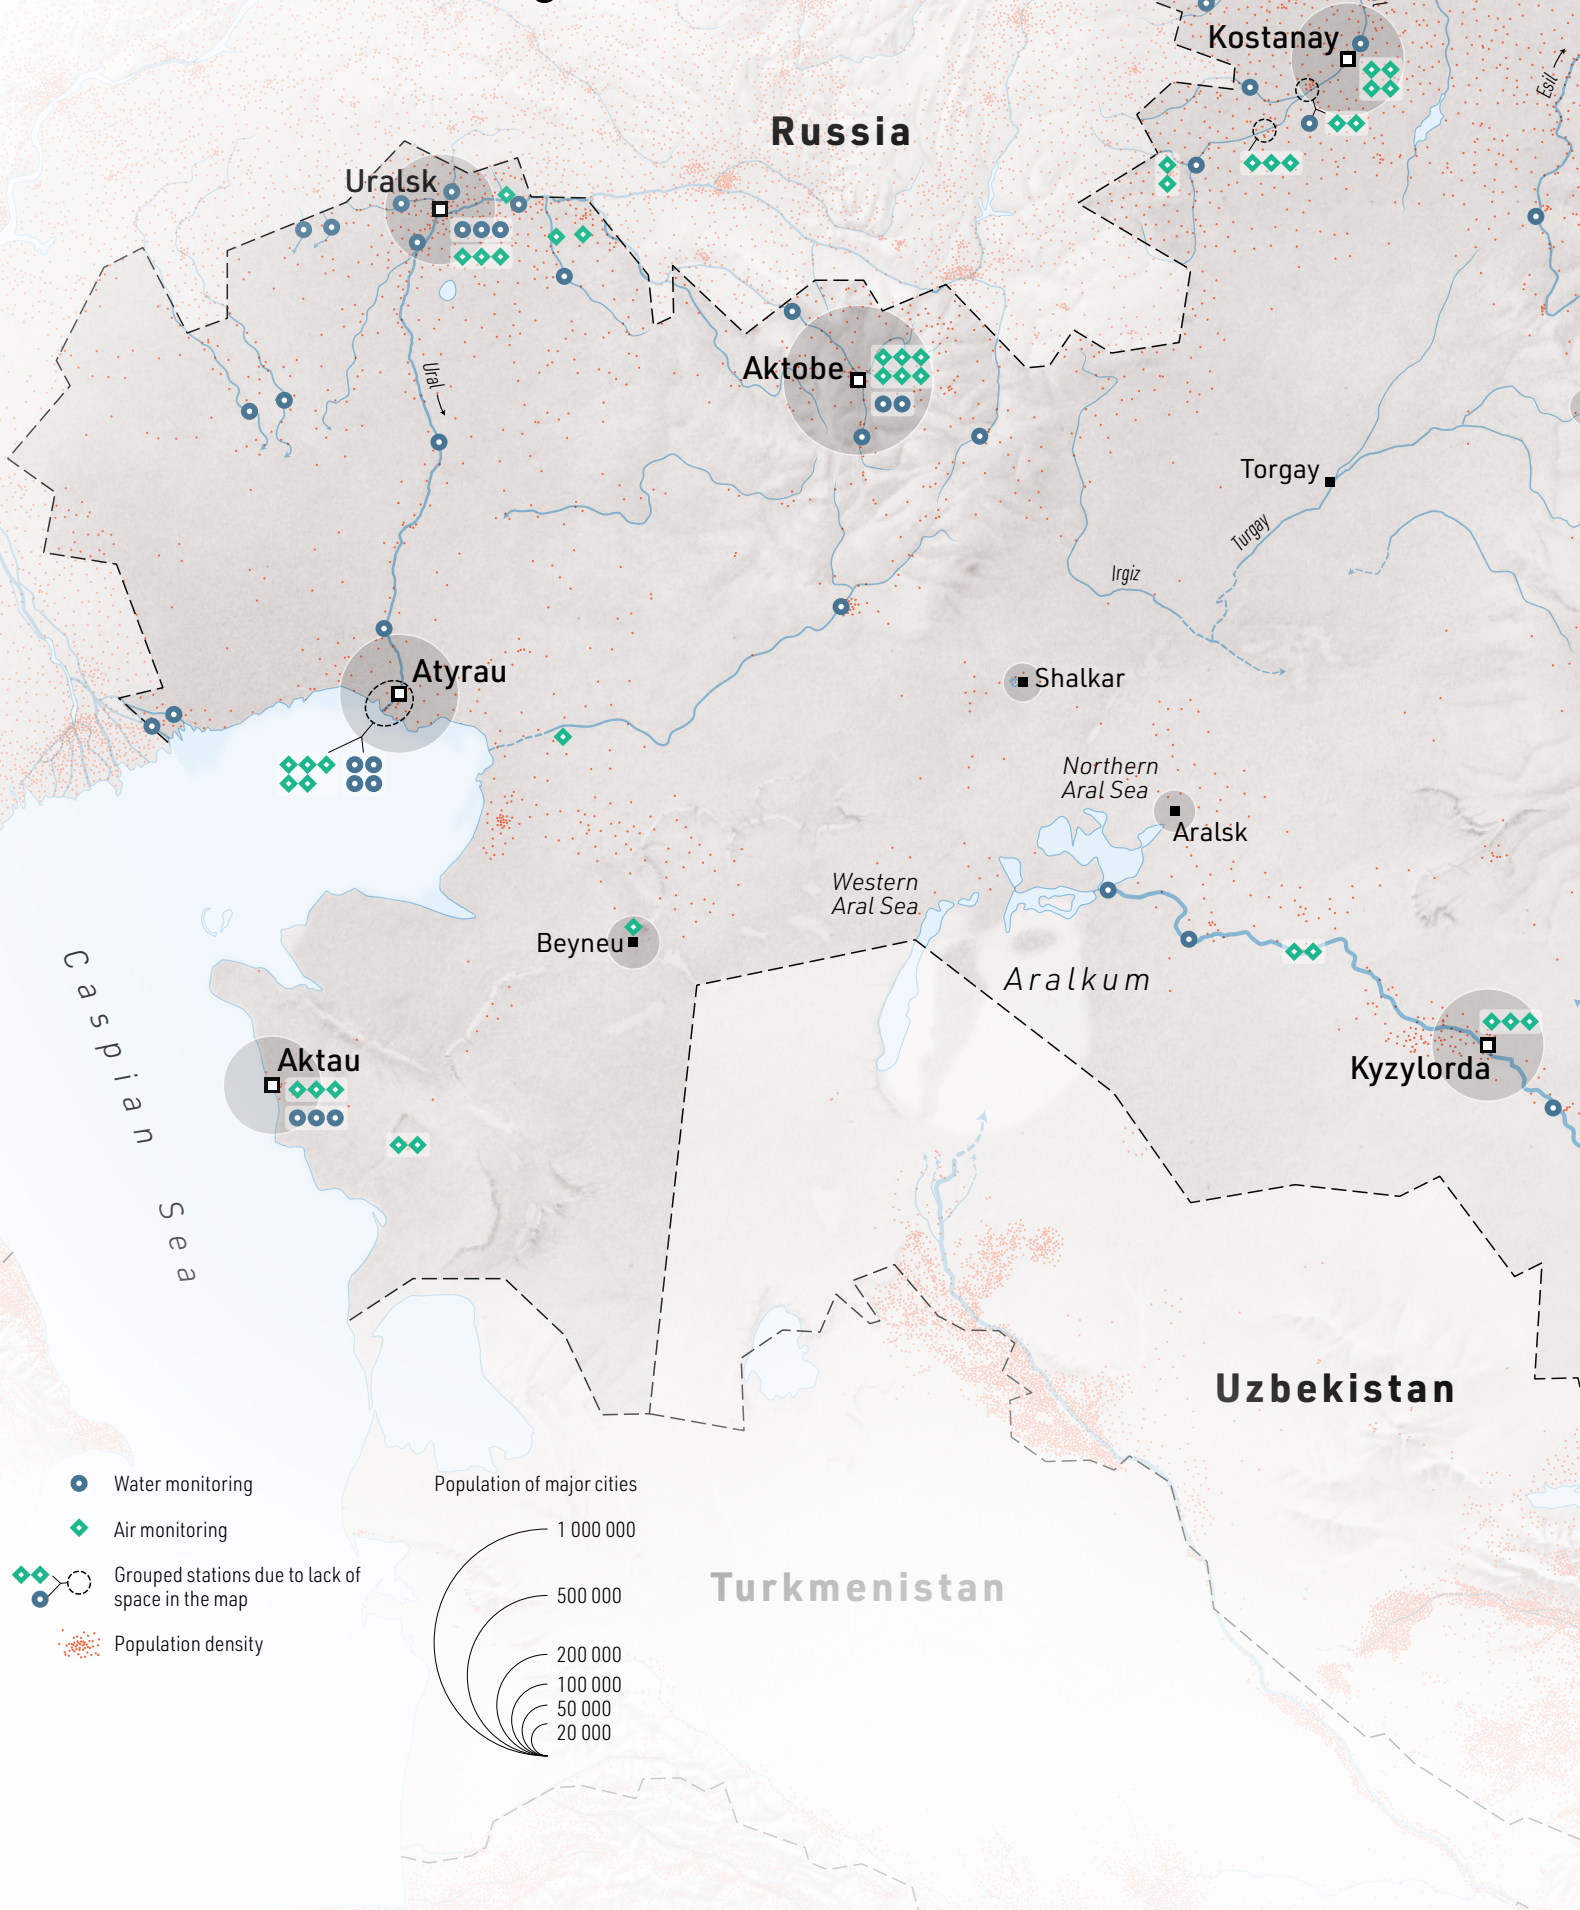 Kostanay
Esil
Russia
Uralsk
Ural
Aktobe
Torgay
Turgay
Irgiz
Atyrau
Shalkar
Northern
Aral Sea
Aralsk
Western
Aral Sea
Beyneu
Aralkum
Caspian Sea
Aktau
Kyzylorda
Uzbekistan
Turkmenistan
Water monitoring
Air monitoring
Grouped stations due to lack of
space in the map
Population density
Population of major cities
1 000 000
500 000
200 000
100 000
50 000
20 000